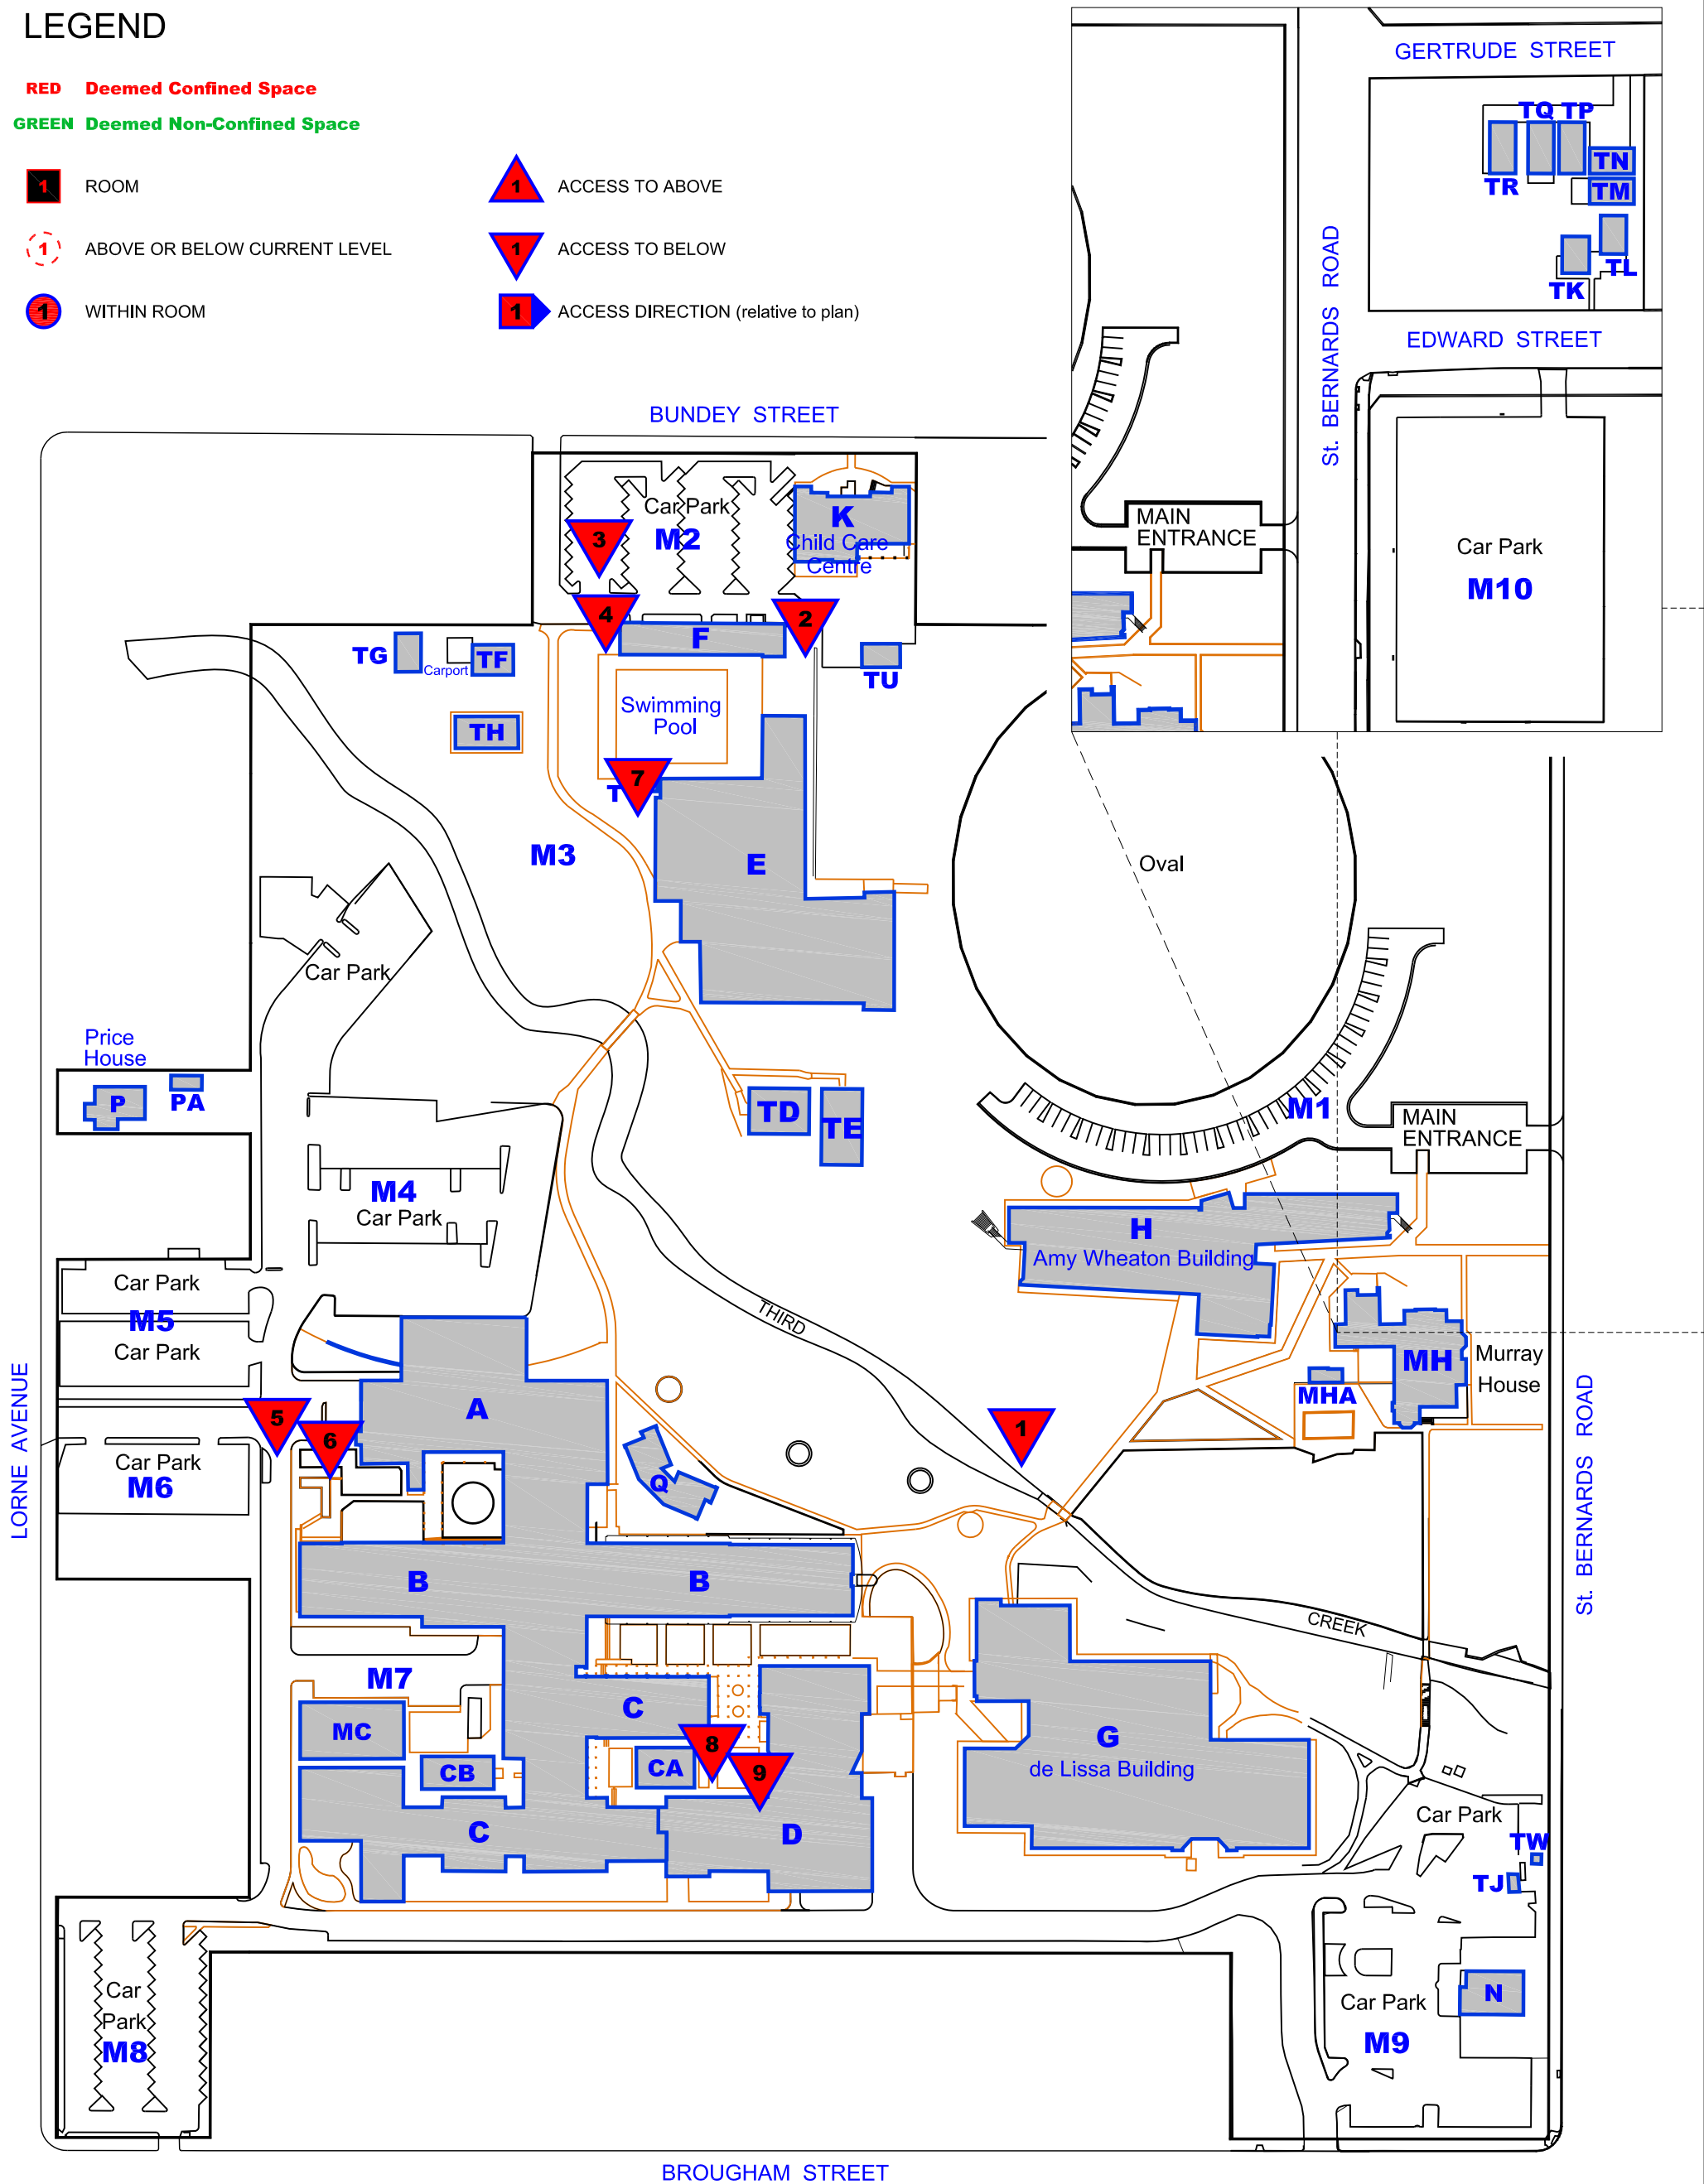 LEGEND
RED Deemed Confined Space
GREEN Deemed Non-Confined Space
1 ROOM
1 ACCESS TO ABOVE
1 ABOVE OR BELOW CURRENT LEVEL
1 ACCESS TO BELOW
1 WITHIN ROOM
1 ACCESS DIRECTION (relative to plan)
GERTRUDE STREET
TQ TP
TR
TN
TM
TL
TK
St. BERNARDS ROAD
EDWARD STREET
MAIN
ENTRANCE
Car Park
M10
BUNDEY STREET
Car Park
M2
3
K
Child Care
Centre
4
F
2
TG
Carport
TF
TU
TH
Swimming
Pool
7
T
M3
E
Oval
Car Park
Price
House
P
PA
TD
TE
M1
MAIN
ENTRANCE
M4
Car Park
H
Amy Wheaton Building
Car Park
M5
Car Park
THIRD
MH
Murray
House
MHA
LORNE AVENUE
5
6
A
1
Car Park
M6
Q
St. BERNARDS ROAD
B
B
CREEK
M7
C
MC
CB
CA
8
9
G
de Lissa Building
C
D
Car Park
TW
TJ
Car
Park
M8
N
Car Park
M9
BROUGHAM STREET